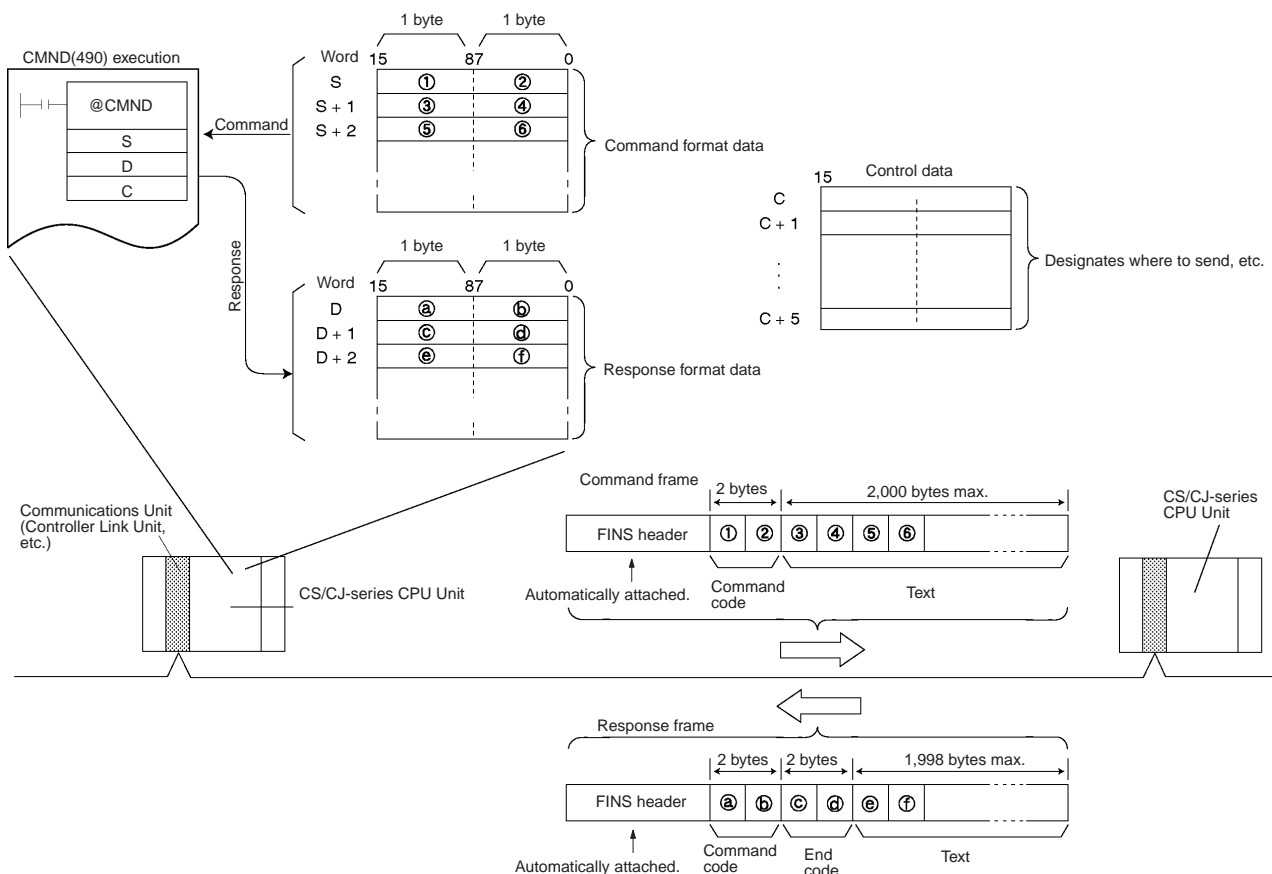 CMND(490) execution
@CMND
S
D
C
Command
Response
1 byte 1 byte
Word 15 87 0
S ① ②
S + 1 ③ ④
S + 2 ⑤ ⑥
Command format data
1 byte 1 byte
Word 15 87 0
D ⓐ ⓑ
D + 1 ⓒ ⓓ
D + 2 ⓔ ⓕ
Response format data
15 Control data
C
C + 1
C + 5
Designates where to send, etc.
Communications Unit
(Controller Link Unit,
etc.)
CS/CJ-series CPU Unit
Command frame
2 bytes 2,000 bytes max.
FINS header ① ② ③ ④ ⑤ ⑥
Automatically attached.
Command
code
Text
CS/CJ-series
CPU Unit
Response frame
2 bytes 2 bytes 1,998 bytes max.
FINS header ⓐ ⓑ ⓒ ⓓ ⓔ ⓕ
Automatically attached.
Command
code
End
code
Text